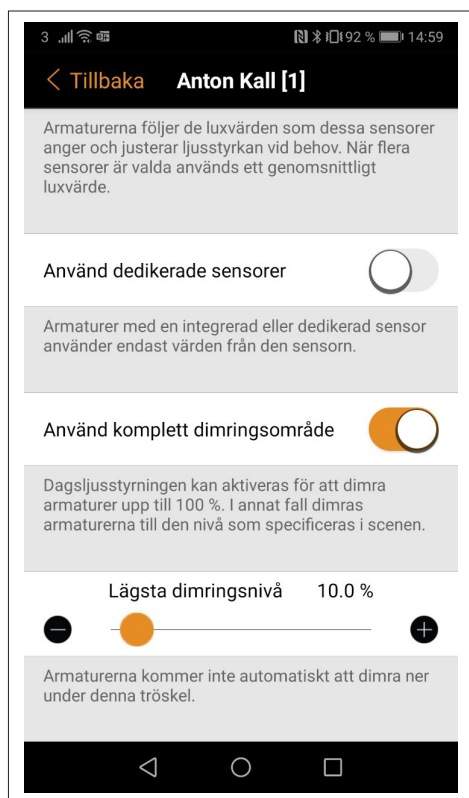 3 92 % 14:59
Tillbaka Anton Kall [1]
Armaturerna följer de luxvärden som dessa sensorer
anger och justerar ljusstyrkan vid behov. När flera
sensorer är valda används ett genomsnittligt
luxvärde.
Använd dedikerade sensorer
Armaturer med en integrerad eller dedikerad sensor
använder endast värden från den sensorn.
Använd komplett dimringsområde
Dagsljusstyrningen kan aktiveras för att dimra
armaturer upp till 100 %. I annat fall dimras
armaturerna till den nivå som specificeras i scenen.
Lägsta dimringsnivå 10.0 %
Armaturerna kommer inte automatiskt att dimra ner
under denna tröskel.